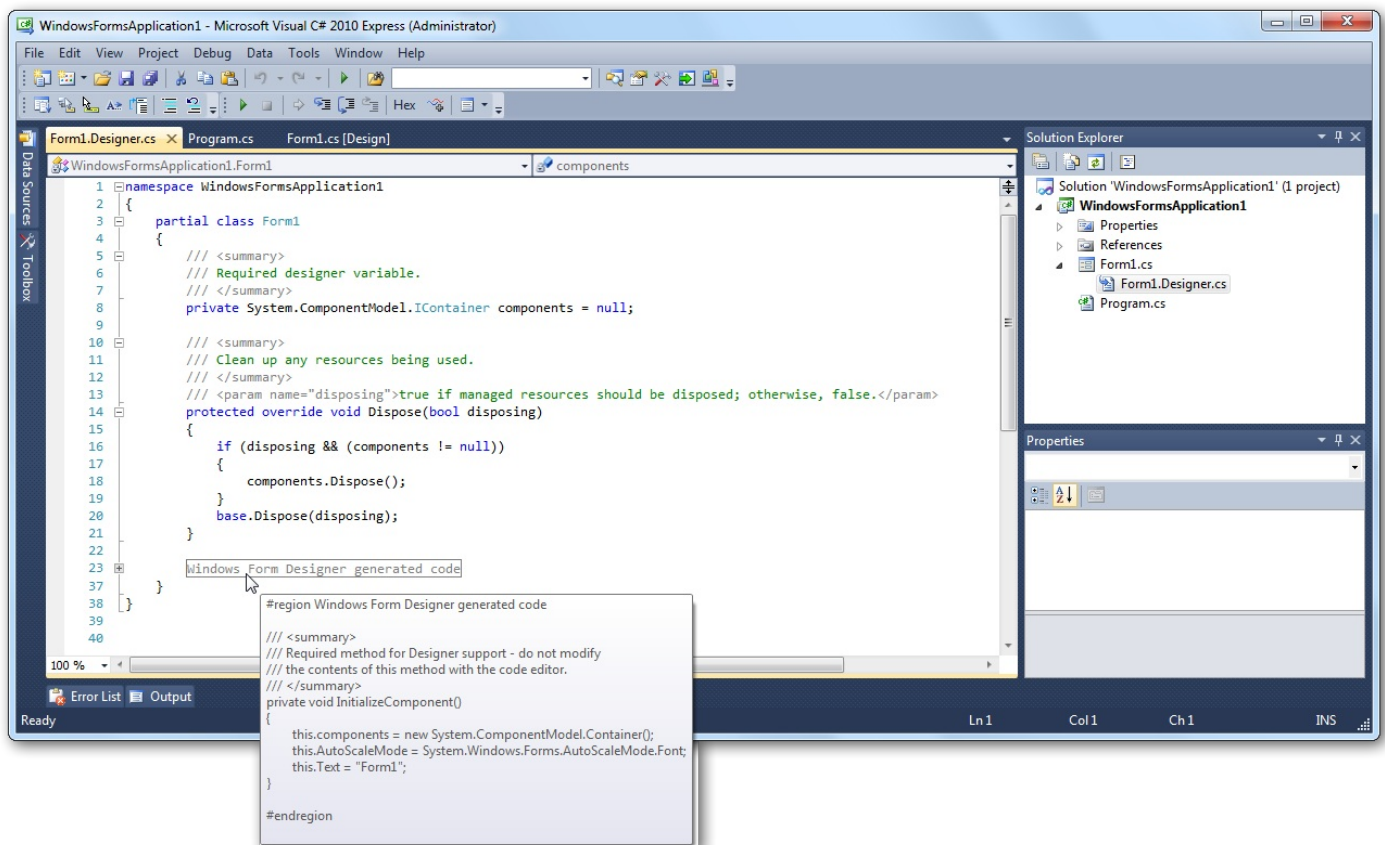 WindowsFormsApplication1 - Microsoft Visual C# 2010 Express (Administrator)
File Edit View Project Debug Data Tools Window Help
Hex
Data Sources
Toolbox
Form1.Designer.cs Program.cs Form1.cs [Design]
WindowsFormsApplication1.Form1 components
1 namespace WindowsFormsApplication1
2 {
3 partial class Form1
4 {
5 /// <summary>
6 /// Required designer variable.
7 /// </summary>
8 private System.ComponentModel.IContainer components = null;
9
10 /// <summary>
11 /// Clean up any resources being used.
12 /// </summary>
13 /// <param name="disposing">true if managed resources should be disposed; otherwise, false.</param>
14 protected override void Dispose(bool disposing)
15 {
16 if (disposing && (components != null))
17 {
18 components.Dispose();
19 }
20 base.Dispose(disposing);
21 }
22
23 Windows Form Designer generated code
37 }
38 }
39
40
#region Windows Form Designer generated code
/// <summary>
/// Required method for Designer support - do not modify
/// the contents of this method with the code editor.
/// </summary>
private void InitializeComponent()
{
this.components = new System.ComponentModel.Container();
this.AutoScaleMode = System.Windows.Forms.AutoScaleMode.Font;
this.Text = "Form1";
}
#endregion
100 %
Solution Explorer
Solution 'WindowsFormsApplication1' (1 project)
WindowsFormsApplication1
Properties
References
Form1.cs
Form1.Designer.cs
Program.cs
Properties
Error List Output
Ready Ln 1 Col 1 Ch 1 INS